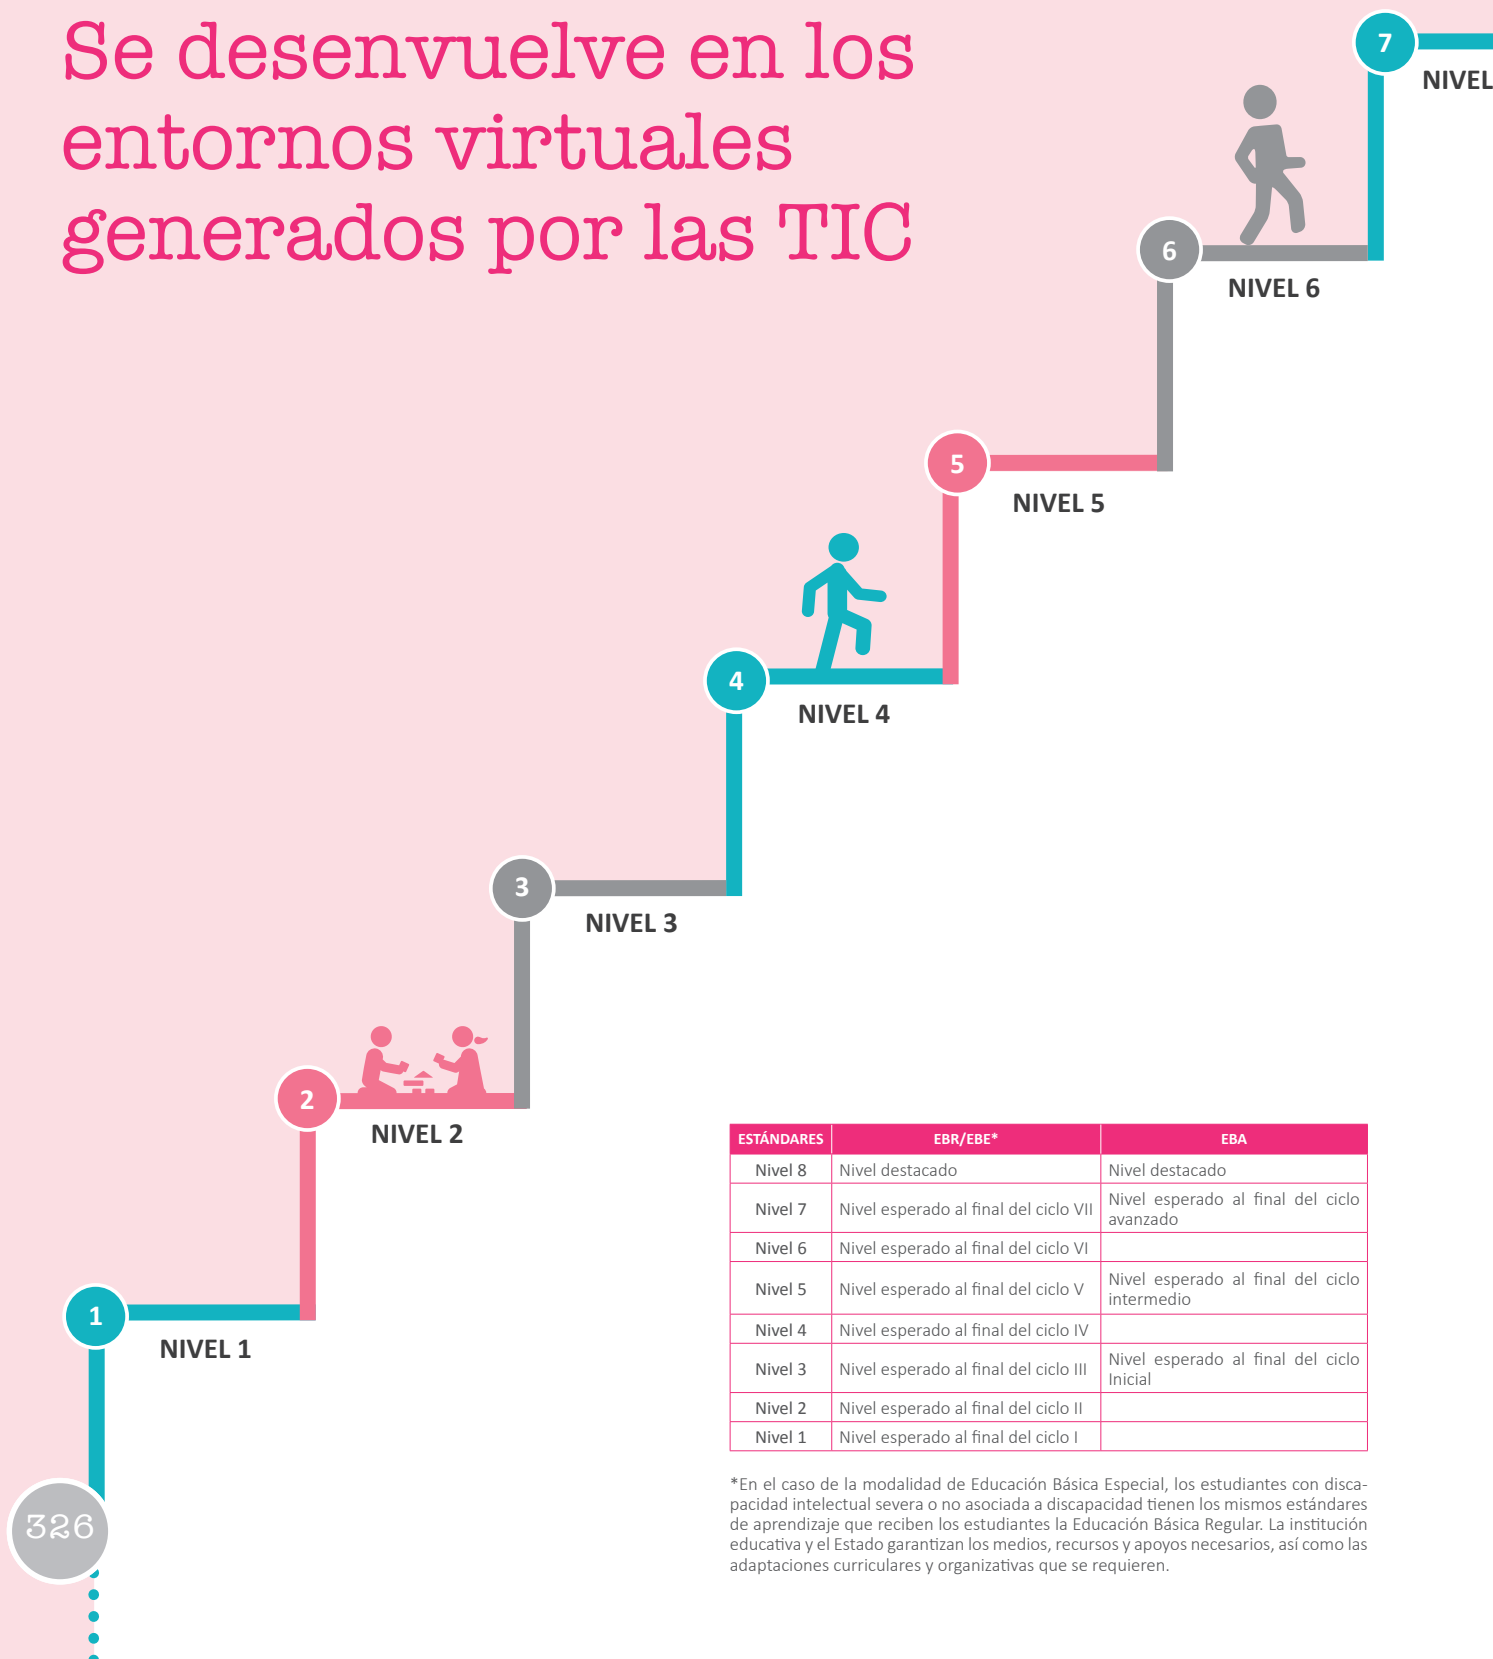 Se desenvuelve en los
entornos virtuales
generados por las TIC
7
NIVEL
6
NIVEL 6
5
NIVEL 5
4
NIVEL 4
3
NIVEL 3
2
NIVEL 2
1
NIVEL 1
ESTÁNDARES EBR/EBE* EBA
Nivel 8 Nivel destacado Nivel destacado
Nivel 7 Nivel esperado al final del ciclo VII Nivel esperado al final del ciclo
avanzado
Nivel 6 Nivel esperado al final del ciclo VI
Nivel 5 Nivel esperado al final del ciclo V Nivel esperado al final del ciclo
intermedio
Nivel 4 Nivel esperado al final del ciclo IV
Nivel 3 Nivel esperado al final del ciclo III Nivel esperado al final del ciclo
Inicial
Nivel 2 Nivel esperado al final del ciclo II
Nivel 1 Nivel esperado al final del ciclo I
*En el caso de la modalidad de Educación Básica Especial, los estudiantes con disca-
pacidad intelectual severa o no asociada a discapacidad tienen los mismos estándares
de aprendizaje que reciben los estudiantes la Educación Básica Regular. La institución
educativa y el Estado garantizan los medios, recursos y apoyos necesarios, así como las
adaptaciones curriculares y organizativas que se requieren.
326